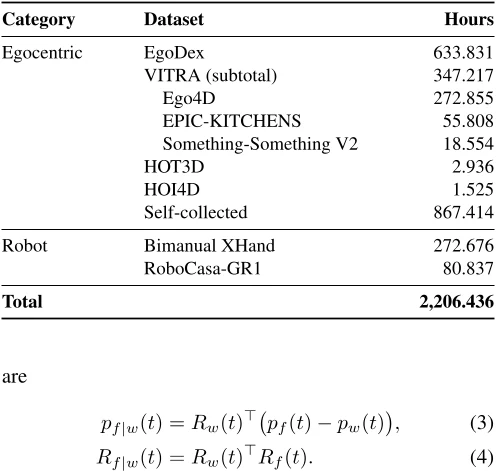 Category Dataset Hours
Egocentric EgoDex 633.831
VITRA (subtotal) 347.217
Ego4D 272.855
EPIC-KITCHENS 55.808
Something-Something V2 18.554
HOT3D 2.936
HOI4D 1.525
Self-collected 867.414
Robot Bimanual XHand 272.676
RoboCasa-GR1 80.837
Total 2,206.436
are
p_{f|w}(t) = R_w(t)^⊤(p_f(t) − p_w(t)), (3)
R_{f|w}(t) = R_w(t)^⊤ R_f(t). (4)